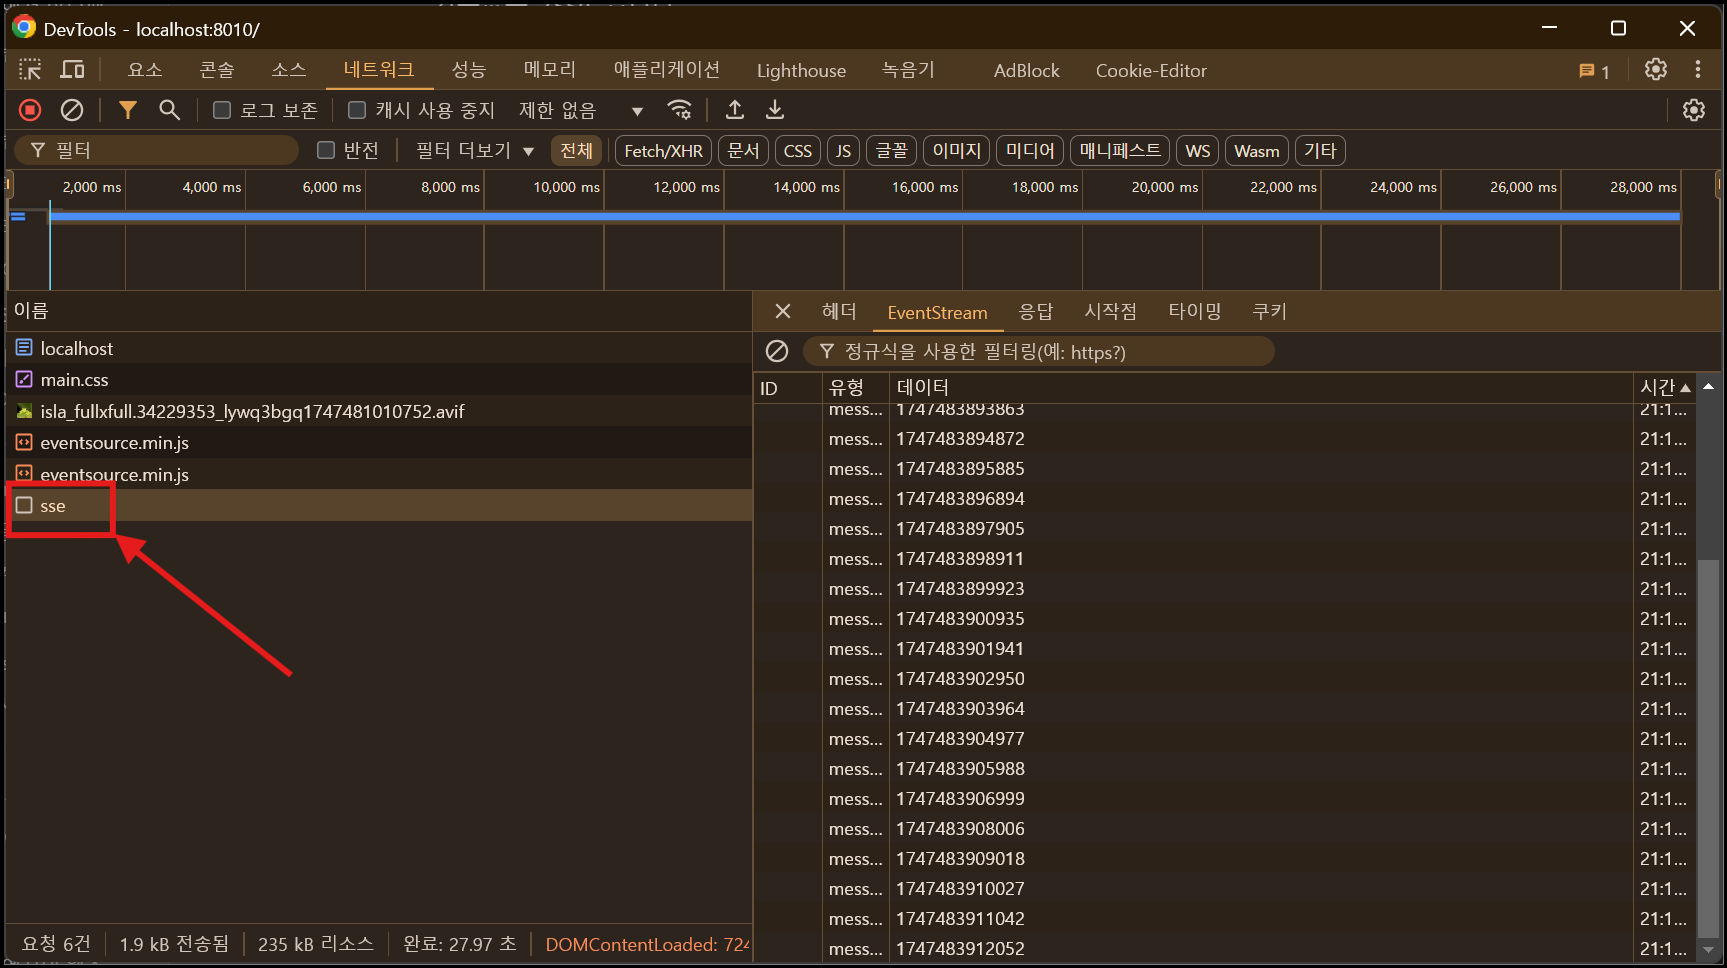 DevTools - localhost:8010/
요소 콘솔 소스 네트워크 성능 메모리 애플리케이션 Lighthouse 녹음기 AdBlock Cookie-Editor 1
로그 보존 캐시 사용 중지 제한 없음
필터 반전 필터 더보기 전체 Fetch/XHR 문서 CSS JS 글꼴 이미지 미디어 매니페스트 WS Wasm 기타
2,000 ms 4,000 ms 6,000 ms 8,000 ms 10,000 ms 12,000 ms 14,000 ms 16,000 ms 18,000 ms 20,000 ms 22,000 ms 24,000 ms 26,000 ms 28,000 ms
이름
localhost
main.css
isla_fullxfull.34229353_lywq3bgq1747481010752.avif
eventsource.min.js
eventsource.min.js
sse
헤더 EventStream 응답 시작점 타이밍 쿠키
정규식을 사용한 필터링(예: https?)
ID 유형 데이터 시간
mess... 1747483893863 21:1...
mess... 1747483894872 21:1...
mess... 1747483895885 21:1...
mess... 1747483896894 21:1...
mess... 1747483897905 21:1...
mess... 1747483898911 21:1...
mess... 1747483899923 21:1...
mess... 1747483900935 21:1...
mess... 1747483901941 21:1...
mess... 1747483902950 21:1...
mess... 1747483903964 21:1...
mess... 1747483904977 21:1...
mess... 1747483905988 21:1...
mess... 1747483906999 21:1...
mess... 1747483908006 21:1...
mess... 1747483909018 21:1...
mess... 1747483910027 21:1...
mess... 1747483911042 21:1...
mess... 1747483912052 21:1...
요청 6건 1.9 kB 전송됨 235 kB 리소스 완료: 27.97 초 DOMContentLoaded: 724